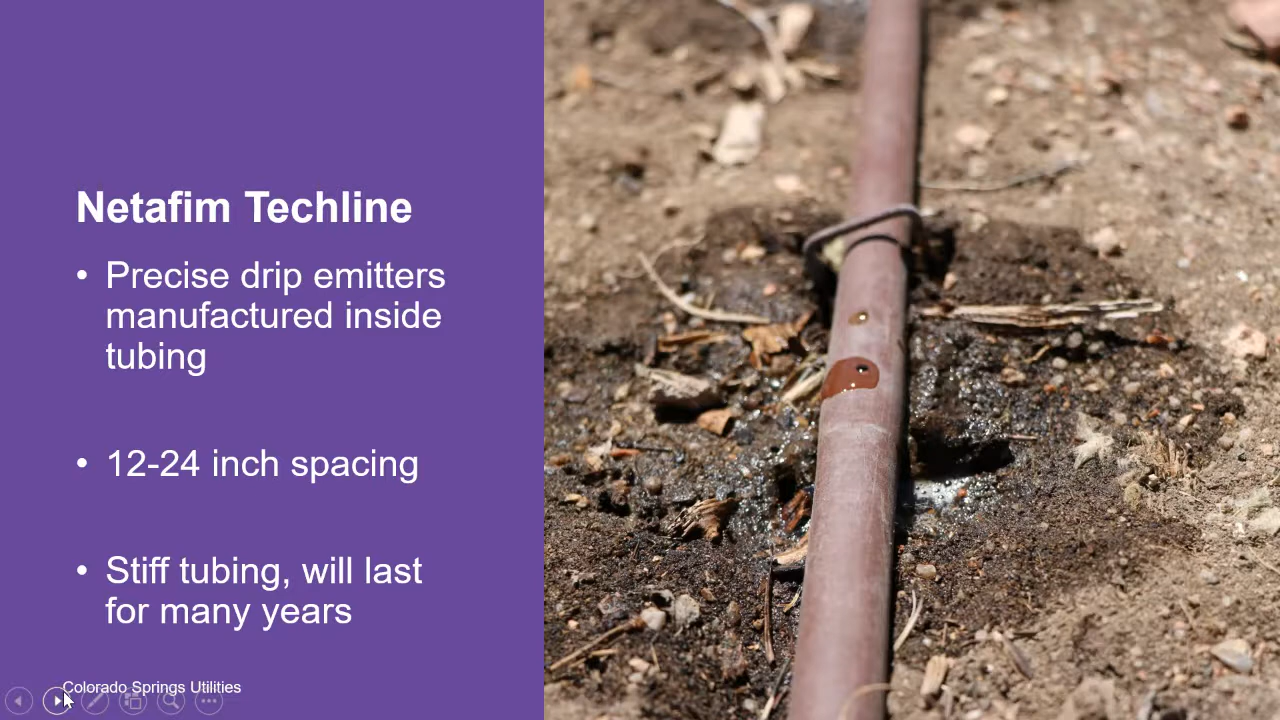 Netafim Techline
• Precise drip emitters
manufactured inside
tubing
• 12-24 inch spacing
• Stiff tubing, will last
for many years
Colorado Springs Utilities